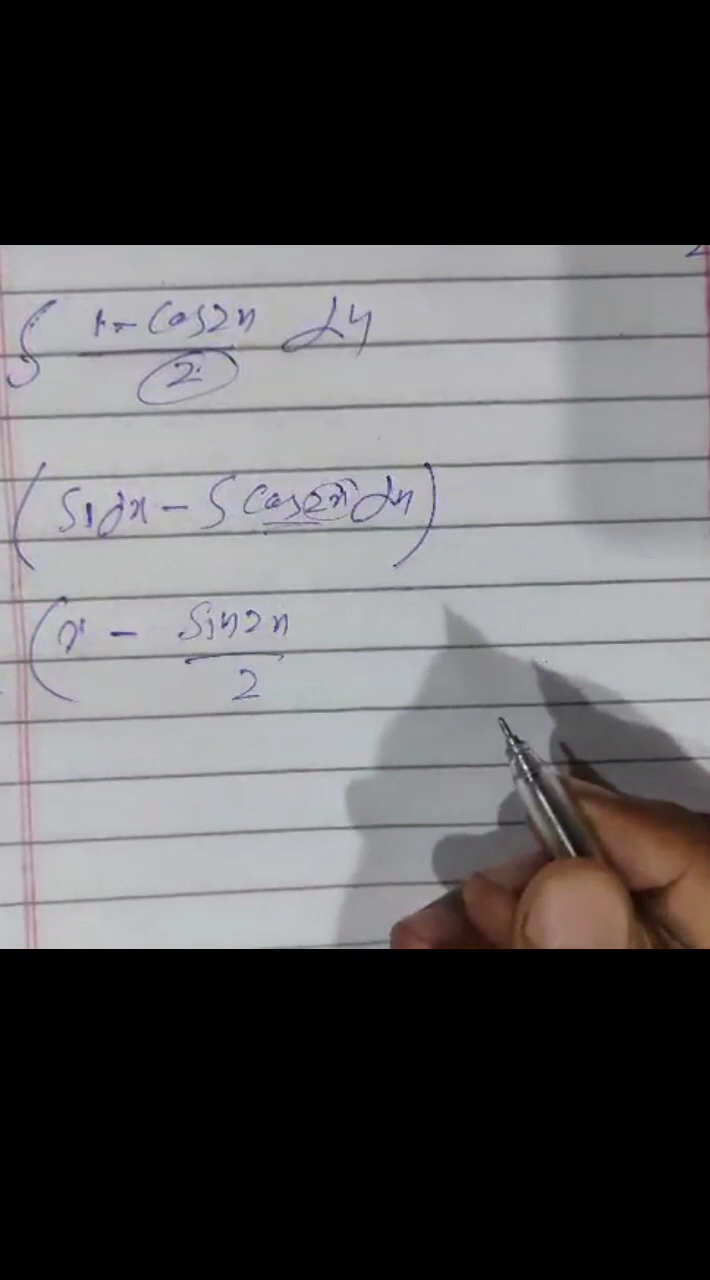 ∫ 1 - cos2x / 2 dx
(∫1dx - ∫cos2x dx)
(x - sin2x / 2